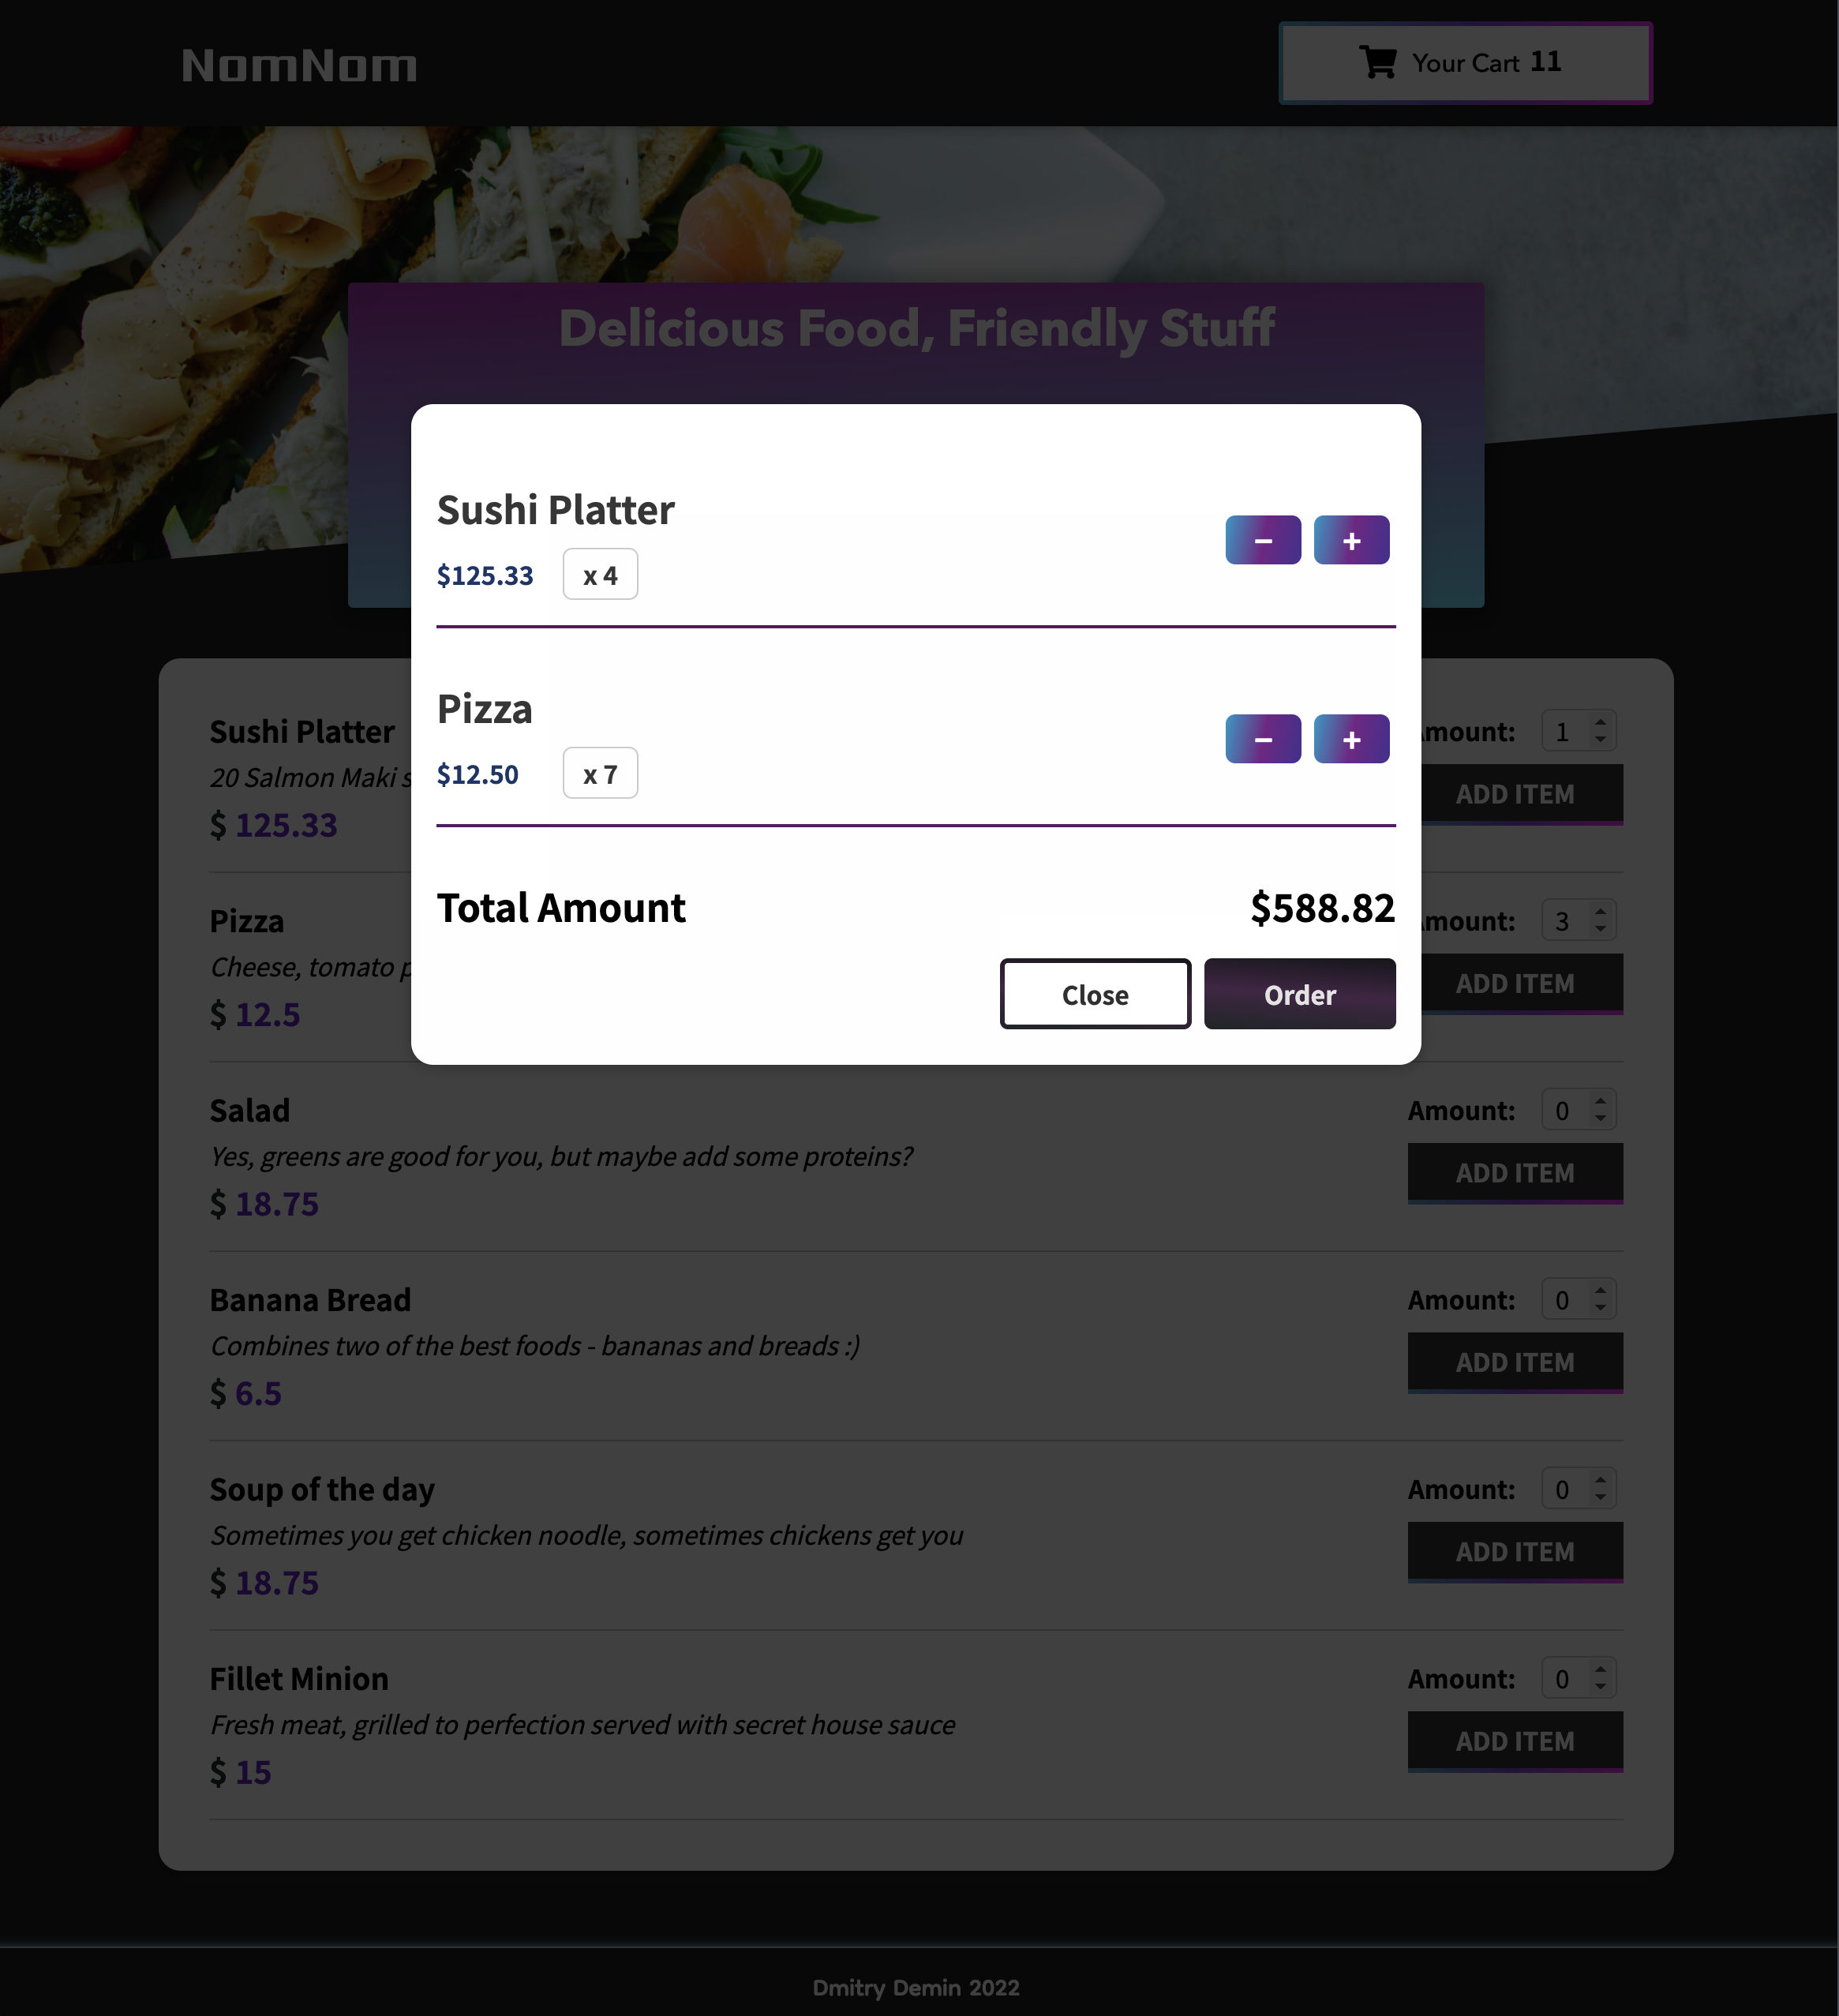 NomNom
Your Cart 11
Delicious Food, Friendly Stuff
Sushi Platter
$125.33 x 4
− +
Pizza
$12.50 x 7
− +
Total Amount $588.82
Close Order
Sushi Platter
20 Salmon Maki
$ 125.33
Amount: 1
ADD ITEM
Pizza
Cheese, tomato
$ 12.5
Amount: 3
ADD ITEM
Salad
Yes, greens are good for you, but maybe add some proteins?
$ 18.75
Amount: 0
ADD ITEM
Banana Bread
Combines two of the best foods - bananas and breads :)
$ 6.5
Amount: 0
ADD ITEM
Soup of the day
Sometimes you get chicken noodle, sometimes chickens get you
$ 18.75
Amount: 0
ADD ITEM
Fillet Minion
Fresh meat, grilled to perfection served with secret house sauce
$ 15
Amount: 0
ADD ITEM
Dmitry Demin 2022